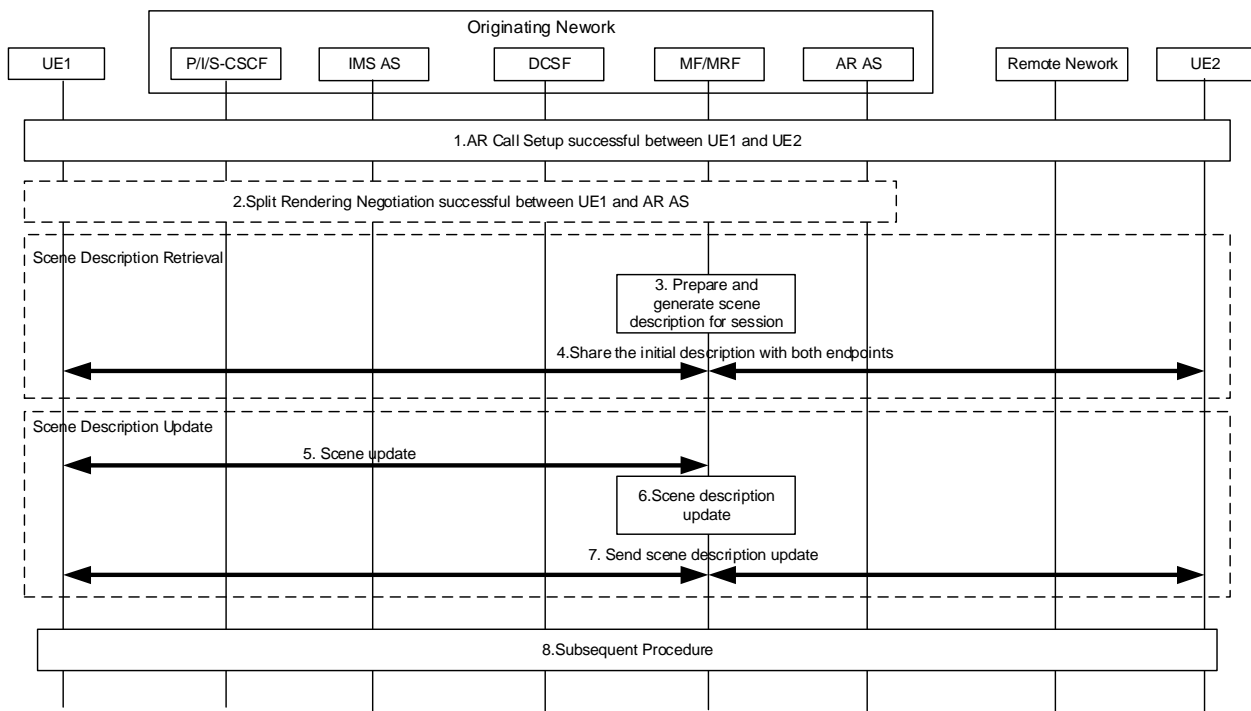 Originating Nework
UE1
P/I/S-CSCF
IMS AS
DCSF
MF/MRF
AR AS
Remote Nework
UE2
1.AR Call Setup successful between UE1 and UE2
2.Split Rendering Negotiation successful between UE1 and AR AS
Scene Description Retrieval
3. Prepare and
generate scene
description for session
4.Share the initial description with both endpoints
Scene Description Update
5. Scene update
6.Scene description
update
7. Send scene description update
8.Subsequent Procedure